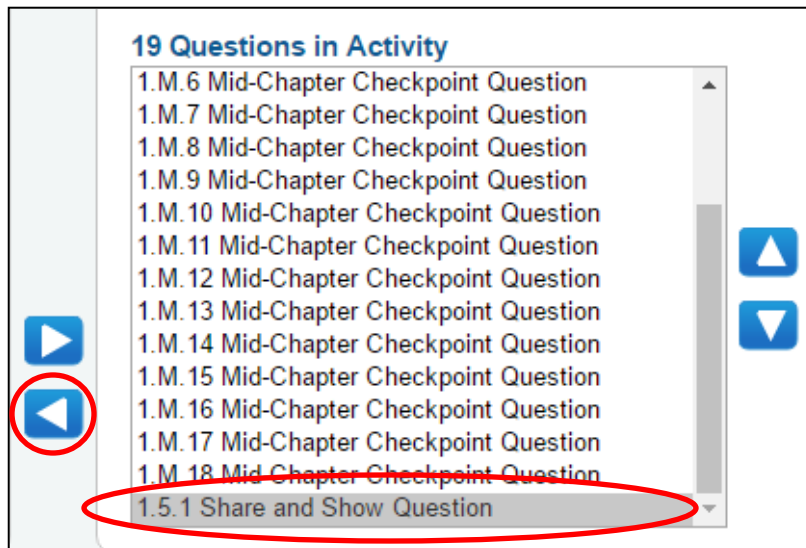 19 Questions in Activity
1.M.6 Mid-Chapter Checkpoint Question
1.M.7 Mid-Chapter Checkpoint Question
1.M.8 Mid-Chapter Checkpoint Question
1.M.9 Mid-Chapter Checkpoint Question
1.M.10 Mid-Chapter Checkpoint Question
1.M.11 Mid-Chapter Checkpoint Question
1.M.12 Mid-Chapter Checkpoint Question
1.M.13 Mid-Chapter Checkpoint Question
1.M.14 Mid-Chapter Checkpoint Question
1.M.15 Mid-Chapter Checkpoint Question
1.M.16 Mid-Chapter Checkpoint Question
1.M.17 Mid-Chapter Checkpoint Question
1.M.18 Mid-Chapter Checkpoint Question
1.5.1 Share and Show Question